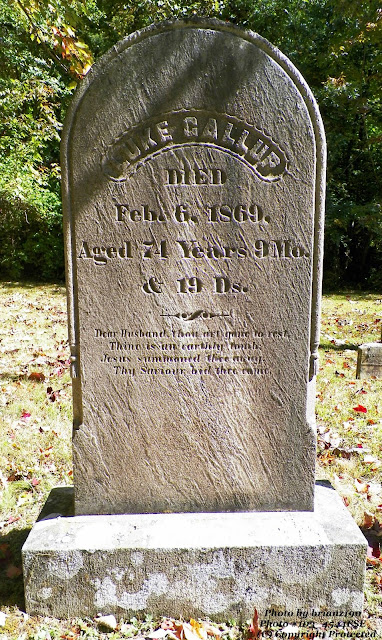 LUKE GALLUP
DIED
Feb. 6, 1869.
Aged 74 Years 9 Mo.
& 19 Ds.
Dear Husband, thou art gone to rest,
Thine is an earthly tomb;
Jesus summoned thee away,
Thy Saviour bid thee come.
Photo by brianz190
(C) Copyright Protected